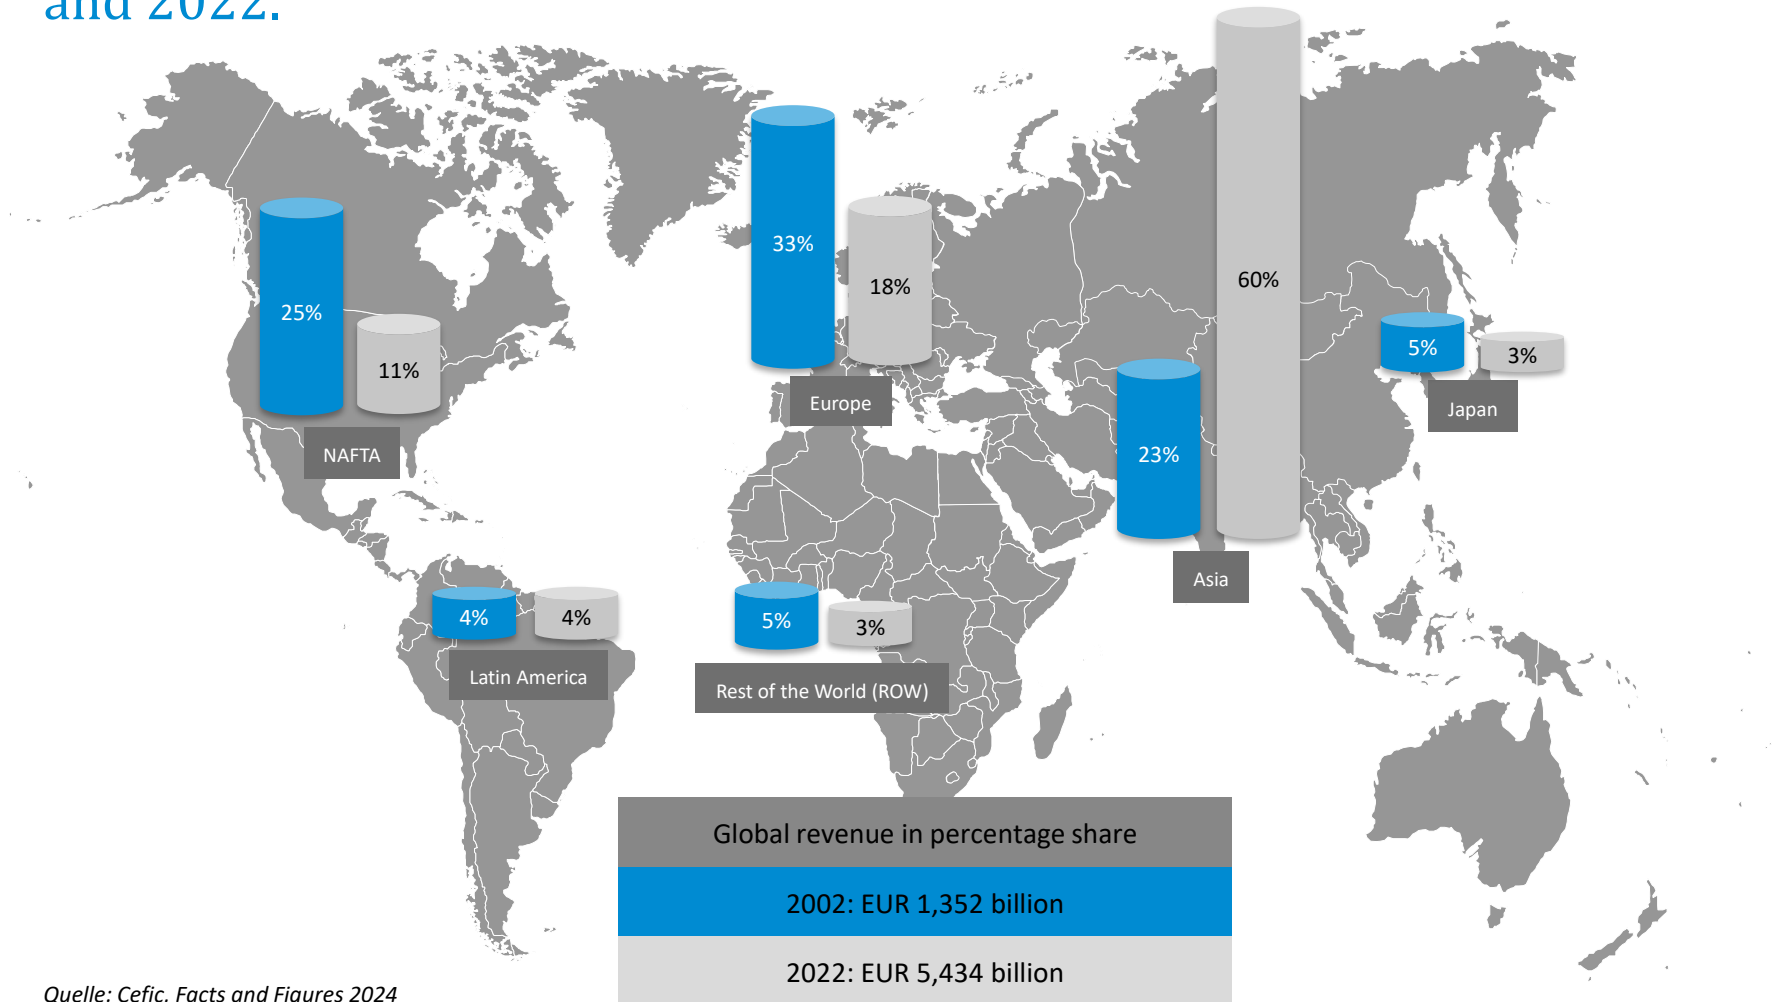 and 2022.
33%
18%
60%
25%
11%
5%
3%
Europe
Japan
NAFTA
23%
Asia
4%
4%
5%
3%
Latin America
Rest of the World (ROW)
Global revenue in percentage share
2002: EUR 1,352 billion
2022: EUR 5,434 billion
Quelle: Cefic, Facts and Figures 2024